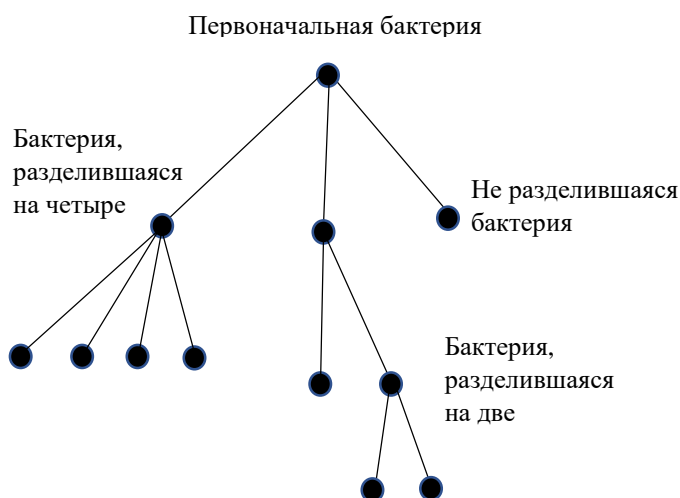 Первоначальная бактерия
Бактерия,
разделившаяся
на четыре
Не разделившаяся
бактерия
Бактерия,
разделившаяся
на две